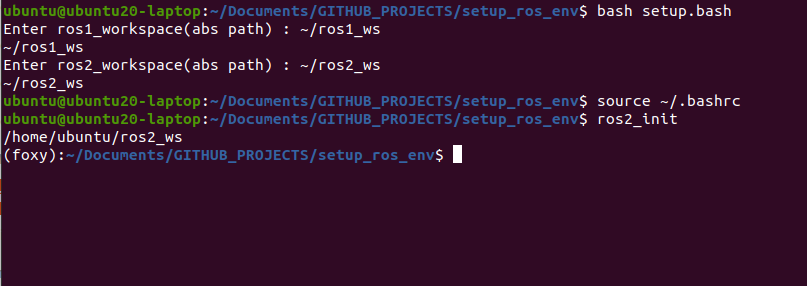 ubuntu@ubuntu20-laptop:~/Documents/GITHUB_PROJECTS/setup_ros_env$ bash setup.bash
Enter ros1_workspace(abs path) : ~/ros1_ws
~/ros1_ws
Enter ros2_workspace(abs path) : ~/ros2_ws
~/ros2_ws
ubuntu@ubuntu20-laptop:~/Documents/GITHUB_PROJECTS/setup_ros_env$ source ~/.bashrc
ubuntu@ubuntu20-laptop:~/Documents/GITHUB_PROJECTS/setup_ros_env$ ros2_init
/home/ubuntu/ros2_ws
(foxy):~/Documents/GITHUB_PROJECTS/setup_ros_env$